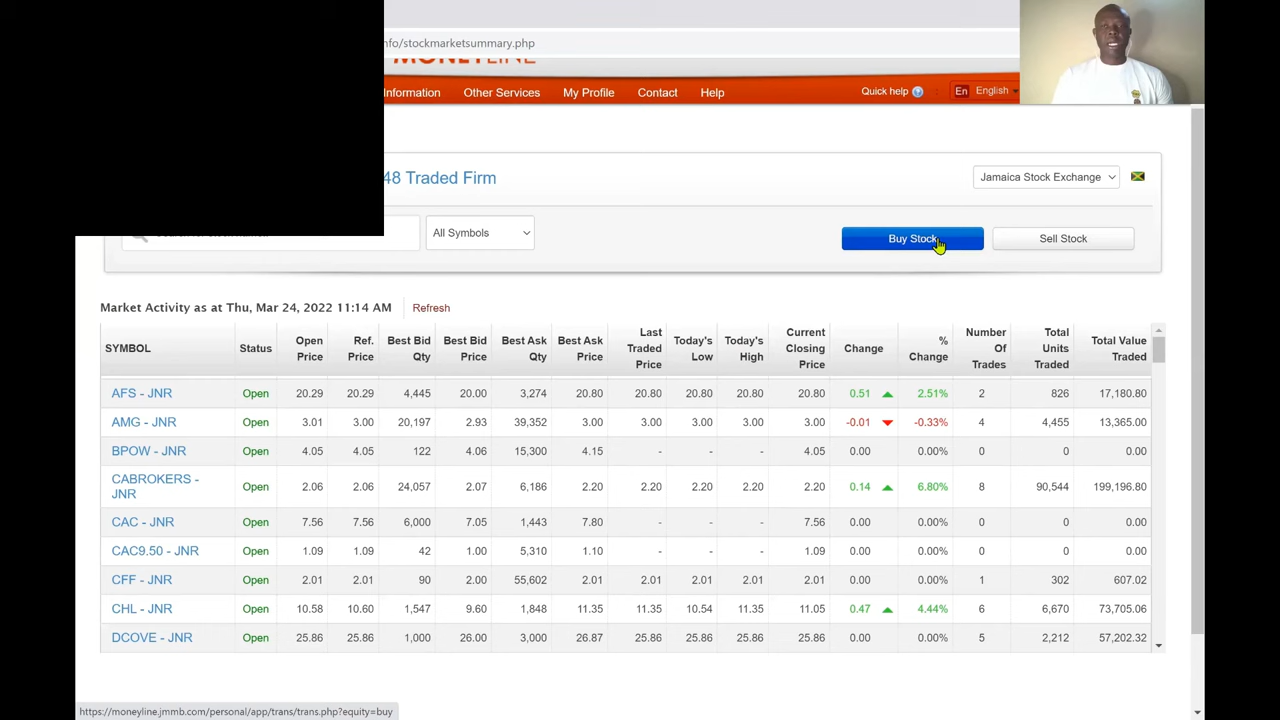 nfo/stockmarketsummary.php
MONEYLINE
Information Other Services My Profile Contact Help Quick help En English
48 Traded Firm Jamaica Stock Exchange
All Symbols Buy Stock Sell Stock
Market Activity as at Thu, Mar 24, 2022 11:14 AM Refresh
SYMBOL Status Open Price Ref. Price Best Bid Qty Best Bid Price Best Ask Qty Best Ask Price Last Traded Price Today's Low Today's High Current Closing Price Change % Change Number Of Trades Total Units Traded Total Value Traded
AFS - JNR Open 20.29 20.29 4,445 20.00 3,274 20.80 20.80 20.80 20.80 20.80 0.51 2.51% 2 826 17,180.80
AMG - JNR Open 3.01 3.00 20,197 2.93 39,352 3.00 3.00 3.00 3.00 3.00 -0.01 -0.33% 4 4,455 13,365.00
BPOW - JNR Open 4.05 4.05 122 4.06 15,300 4.15 - - - 4.05 0.00 0.00% 0 0 0.00
CABROKERS - JNR Open 2.06 2.06 24,057 2.07 6,186 2.20 2.20 2.20 2.20 2.20 0.14 6.80% 8 90,544 199,196.80
CAC - JNR Open 7.56 7.56 6,000 7.05 1,443 7.80 - - - 7.56 0.00 0.00% 0 0 0.00
CAC9.50 - JNR Open 1.09 1.09 42 1.00 5,310 1.10 - - - 1.09 0.00 0.00% 0 0 0.00
CFF - JNR Open 2.01 2.01 90 2.00 55,602 2.01 2.01 2.01 2.01 2.01 0.00 0.00% 1 302 607.02
CHL - JNR Open 10.58 10.60 1,547 9.60 1,848 11.35 11.35 10.54 11.35 11.05 0.47 4.44% 6 6,670 73,705.06
DCOVE - JNR Open 25.86 25.86 1,000 26.00 3,000 26.87 25.86 25.86 25.86 25.86 0.00 0.00% 5 2,212 57,202.32
https://moneyline.jmmb.com/personal/app/trans/trans.php?equity=buy